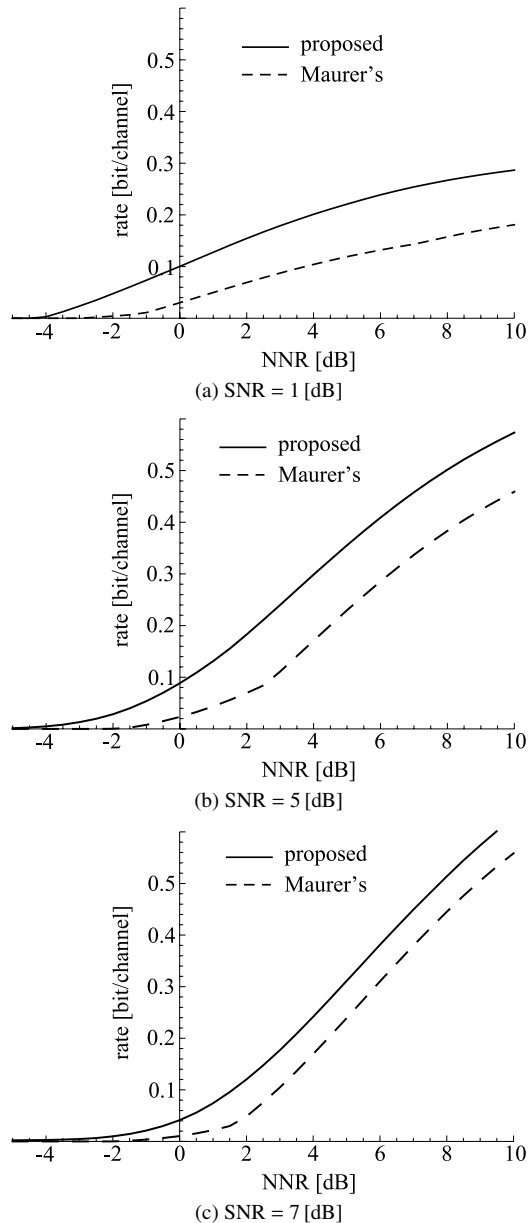 0.6
0.5
0.4
0.3
0.2
0.1
rate [bit/channel]
proposed
Maurer's
-4 -2 0 2 4 6 8 10
NNR [dB]
(a) SNR = 1 [dB]
0.5
0.4
0.3
0.2
0.1
rate [bit/channel]
proposed
Maurer's
-4 -2 0 2 4 6 8 10
NNR [dB]
(b) SNR = 5 [dB]
0.5
0.4
0.3
0.2
0.1
rate [bit/channel]
proposed
Maurer's
-4 -2 0 2 4 6 8 10
NNR [dB]
(c) SNR = 7 [dB]